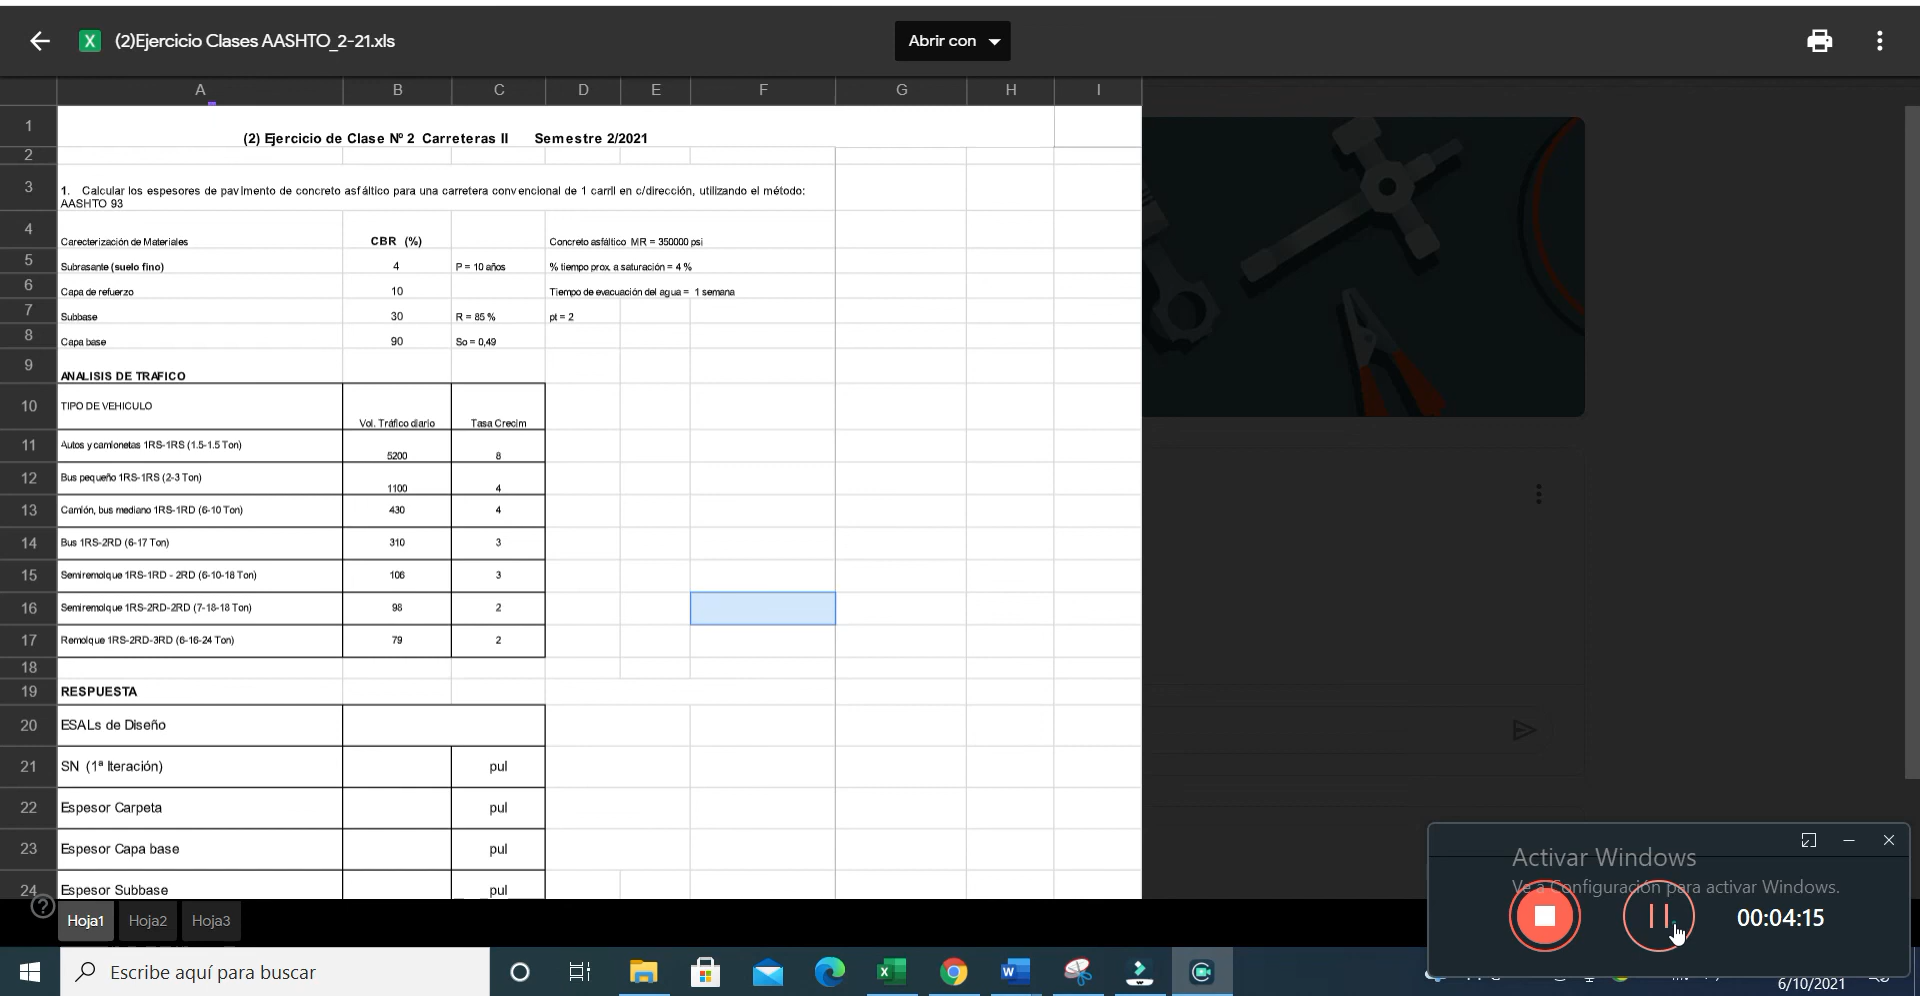 (2)Ejercicio Clases AASHTO_2-21.xls
Abrir con
A B C D E F G H I
1 (2) Ejercicio de Clase Nº 2 Carreteras II Semestre 2/2021
2
3 1. Calcular los espesores de pavimento de concreto asfáltico para una carretera convencional de 1 carril en c/dirección, utilizando el método:
AASHTO 93
4 Carecterización de Materiales CBR (%) Concreto asfáltico MR = 350000 psi
5 Subrasante (suelo fino) 4 P = 10 años % tiempo prox. a saturación = 4 %
6 Capa de refuerzo 10 Tiempo de evacuación del agua = 1 semana
7 Subbase 30 R = 85 % pt = 2
8 Capa base 90 So = 0,49
9 ANALISIS DE TRAFICO
10 TIPO DE VEHICULO Vol. Tráfico diario Tasa Crecim
11 Autos y camionetas 1RS-1RS (1.5-1.5 Ton) 5200 8
12 Bus pequeño 1RS-1RS (2-3 Ton) 1100 4
13 Camión, bus mediano 1RS-1RD (6-10 Ton) 430 4
14 Bus 1RS-2RD (6-17 Ton) 310 3
15 Semiremolque 1RS-1RD - 2RD (6-10-18 Ton) 106 3
16 Semiremolque 1RS-2RD-2RD (7-18-18 Ton) 98 2
17 Remolque 1RS-2RD-3RD (6-16-24 Ton) 79 2
18
19 RESPUESTA
20 ESALs de Diseño
21 SN (1ª Iteración) pul
22 Espesor Carpeta pul
23 Espesor Capa base pul
24 Espesor Subbase pul
Hoja1 Hoja2 Hoja3
Activar Windows
Ve a Configuración para activar Windows.
00:04:15
Escribe aquí para buscar
6/10/2021